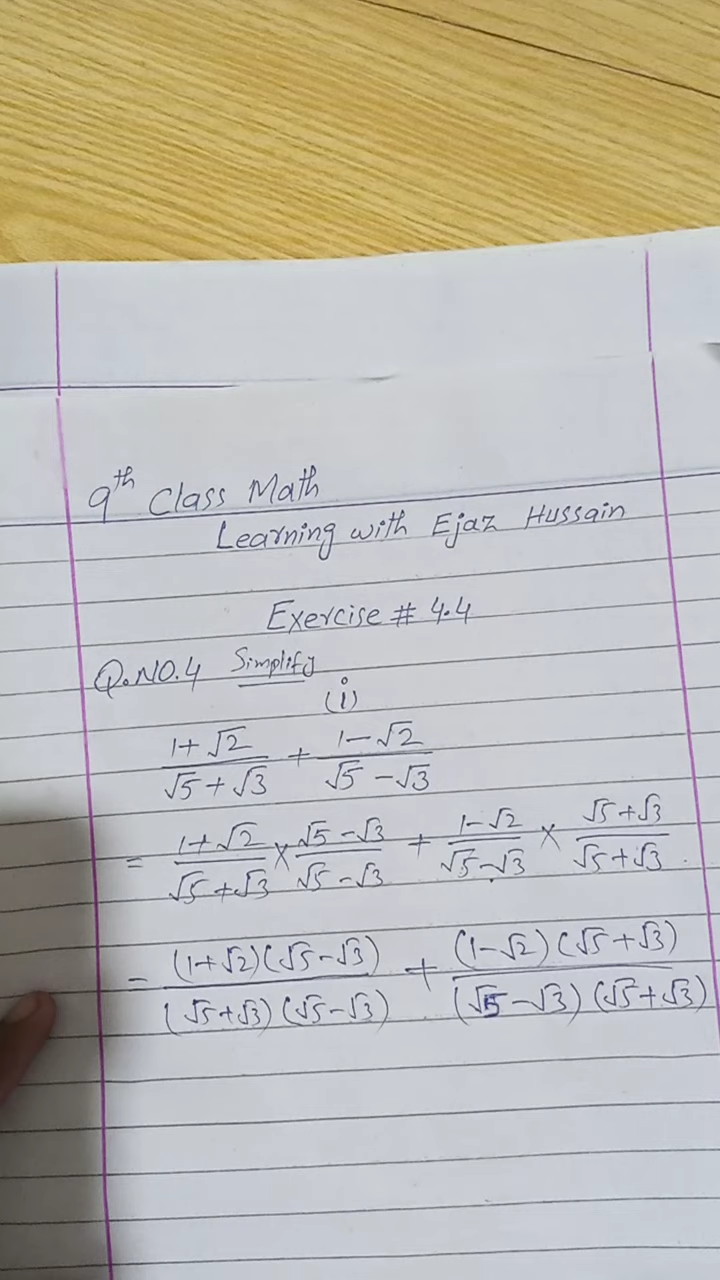 9th Class Math
Learning with Ejaz Hussain
Exercise # 4.4
Q.NO.4 Simplify
(i)
(1+√2)/(√5+√3) + (1-√2)/(√5-√3)
= (1+√2)/(√5+√3) × (√5-√3)/(√5-√3) + (1-√2)/(√5-√3) × (√5+√3)/(√5+√3).
= (1+√2)(√5-√3)/(√5+√3)(√5-√3) + (1-√2)(√5+√3)/(√5-√3)(√5+√3)